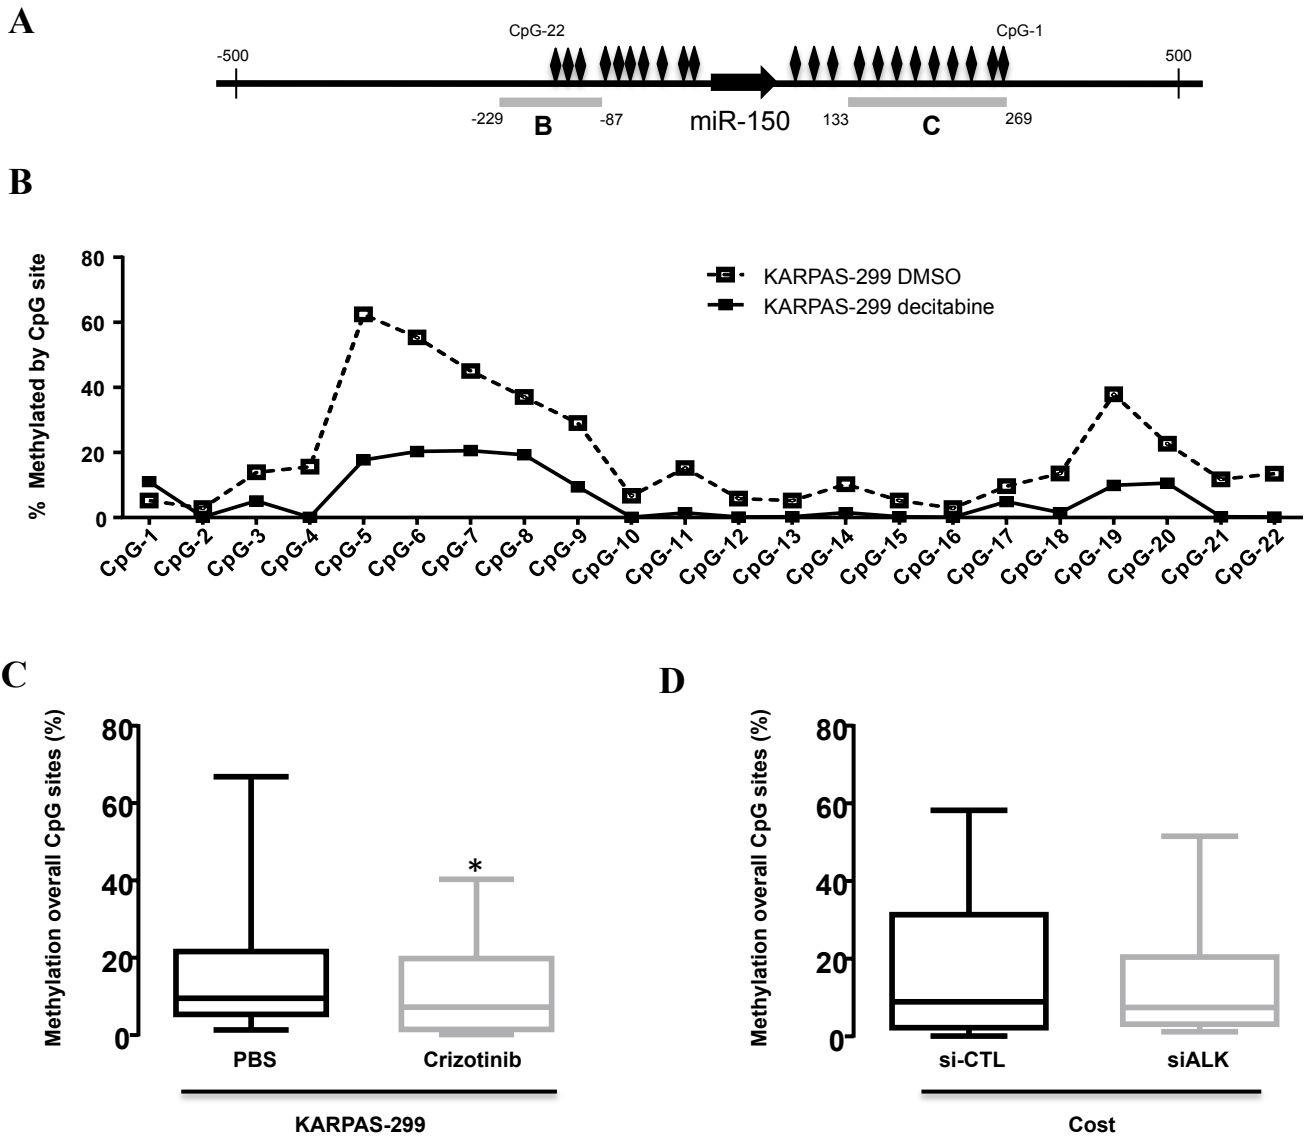 A
CpG-22
CpG-1
-500
500
-229
B
-87
miR-150
133
C
269
B
% Methylated by CpG site
80
60
40
20
0
KARPAS-299 DMSO
KARPAS-299 decitabine
CpG-1
CpG-2
CpG-3
CpG-4
CpG-5
CpG-6
CpG-7
CpG-8
CpG-9
CpG-10
CpG-11
CpG-12
CpG-13
CpG-14
CpG-15
CpG-16
CpG-17
CpG-18
CpG-19
CpG-20
CpG-21
CpG-22
C
Methylation overall CpG sites (%)
80
60
40
20
0
*
PBS
Crizotinib
KARPAS-299
D
Methylation overall CpG sites (%)
80
60
40
20
0
si-CTL
siALK
Cost